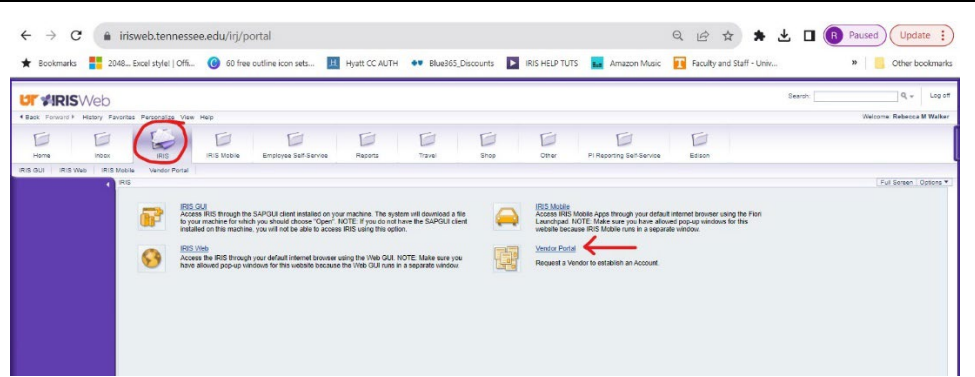 irisweb.tennessee.edu/irj/portal
R Paused Update
Bookmarks 2048... Excel style! | Offi... 60 free outline icon sets... Hyatt CC AUTH Blue365_Discounts IRIS HELP TUTS Amazon Music Faculty and Staff - Univ... » Other bookmarks
UT IRISWeb Search: Log off
Back Forward History Favorites Personalize View Help Welcome Rebecca M Walker
Home Inbox IRIS IRIS Mobile Employee Self-Service Reports Travel Shop Other PI Reporting Self-Service Edison
IRIS GUI IRIS Web IRIS Mobile Vendor Portal
IRIS Full Screen Options
IRIS GUI
Access IRIS through the SAPGUI client installed on your machine. The system will download a file
to your machine for which you should choose "Open". NOTE: If you do not have the SAPGUI client
installed on this machine, you will not be able to access IRIS using this option.
IRIS Mobile
Access IRIS Mobile Apps through your default internet browser using the Fiori
Launchpad. NOTE: Make sure you have allowed pop-up windows for this
website because IRIS Mobile runs in a separate window.
IRIS Web
Access the IRIS through your default internet browser using the Web GUI. NOTE: Make sure you
have allowed pop-up windows for this website because the Web GUI runs in a separate window.
Vendor Portal
Request a Vendor to establish an Account.